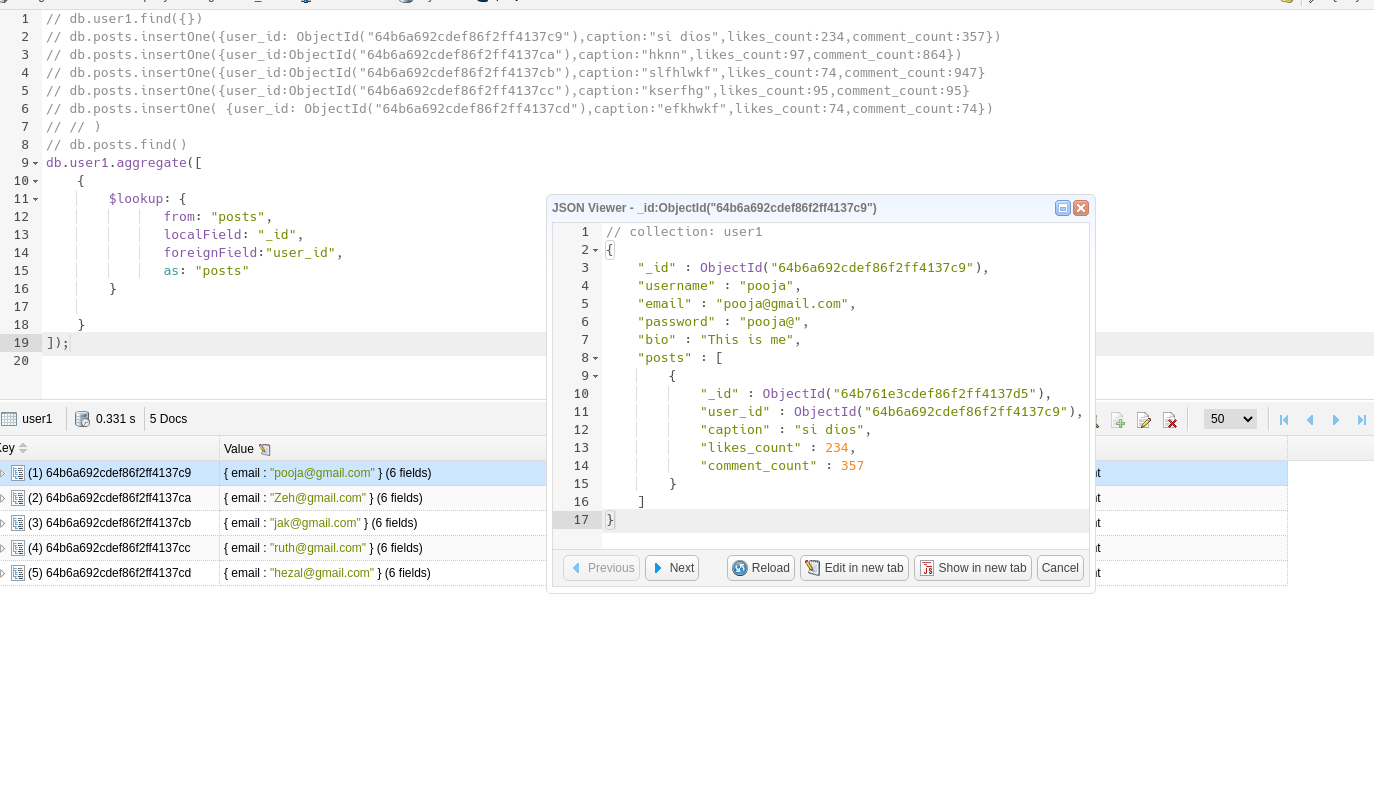 1 // db.user1.find({})
2 // db.posts.insertOne({user_id: ObjectId("64b6a692cdef86f2ff4137c9"),caption:"si dios",likes_count:234,comment_count:357})
3 // db.posts.insertOne({user_id:ObjectId("64b6a692cdef86f2ff4137ca"),caption:"hknn",likes_count:97,comment_count:864})
4 // db.posts.insertOne({user_id:ObjectId("64b6a692cdef86f2ff4137cb"),caption:"slfhlwkf",likes_count:74,comment_count:947}
5 // db.posts.insertOne({user_id:ObjectId("64b6a692cdef86f2ff4137cc"),caption:"kserfhg",likes_count:95,comment_count:95}
6 // db.posts.insertOne( {user_id: ObjectId("64b6a692cdef86f2ff4137cd"),caption:"efkhwkf",likes_count:74,comment_count:74})
7 // // )
8 // db.posts.find()
9 db.user1.aggregate([
10 {
11 $lookup: {
12 from: "posts",
13 localField: "_id",
14 foreignField:"user_id",
15 as: "posts"
16 }
17
18 }
19 ]);
20
user1 0.331 s 5 Docs
50
Key Value
(1) 64b6a692cdef86f2ff4137c9 { email : "pooja@gmail.com" } (6 fields)
(2) 64b6a692cdef86f2ff4137ca { email : "Zeh@gmail.com" } (6 fields)
(3) 64b6a692cdef86f2ff4137cb { email : "jak@gmail.com" } (6 fields)
(4) 64b6a692cdef86f2ff4137cc { email : "ruth@gmail.com" } (6 fields)
(5) 64b6a692cdef86f2ff4137cd { email : "hezal@gmail.com" } (6 fields)
JSON Viewer - _id:ObjectId("64b6a692cdef86f2ff4137c9")
1 // collection: user1
2 {
3 "_id" : ObjectId("64b6a692cdef86f2ff4137c9"),
4 "username" : "pooja",
5 "email" : "pooja@gmail.com",
6 "password" : "pooja@",
7 "bio" : "This is me",
8 "posts" : [
9 {
10 "_id" : ObjectId("64b761e3cdef86f2ff4137d5"),
11 "user_id" : ObjectId("64b6a692cdef86f2ff4137c9"),
12 "caption" : "si dios",
13 "likes_count" : 234,
14 "comment_count" : 357
15 }
16 ]
17 }
Previous Next Reload Edit in new tab Show in new tab Cancel